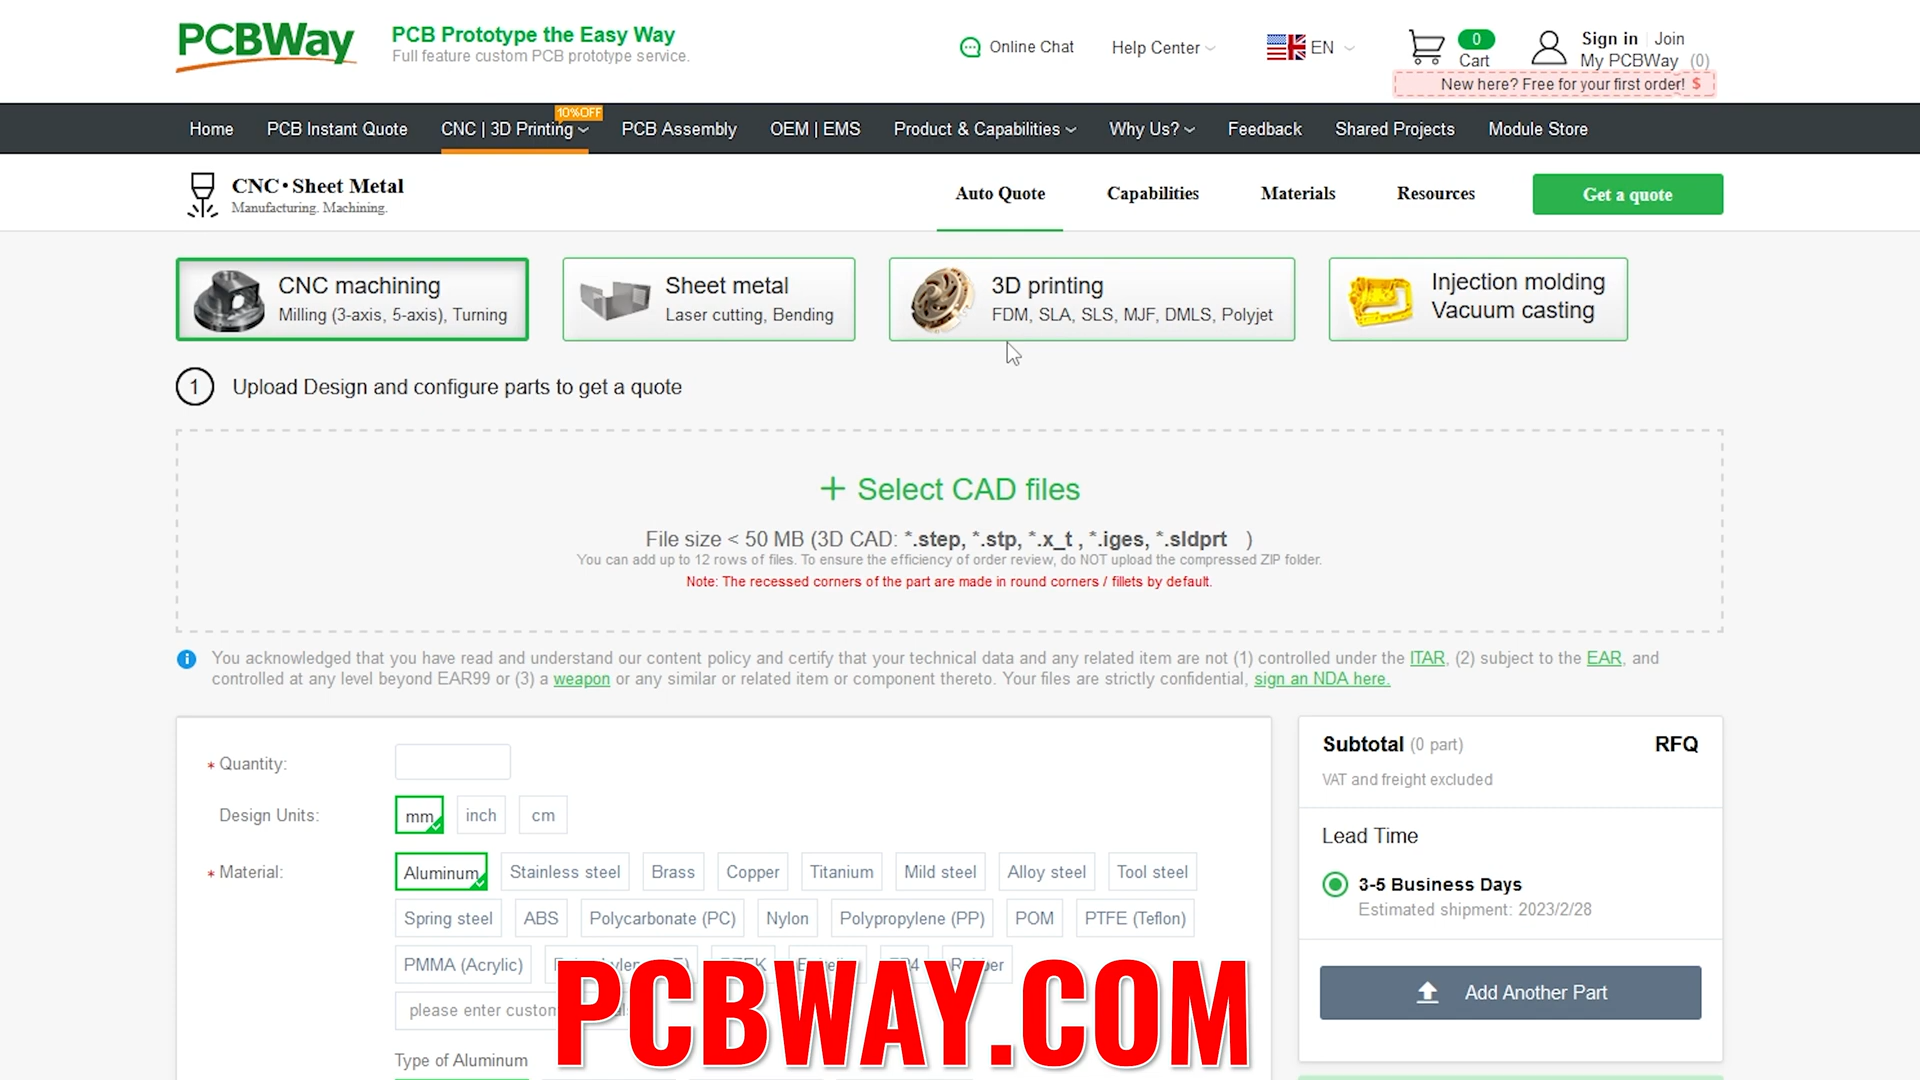 PCBWay
PCB Prototype the Easy Way
Full feature custom PCB prototype service.
Online Chat
Help Center
EN
0
Cart
Sign in
Join
My PCBWay (0)
New here? Free for your first order! $
10%OFF
Home
PCB Instant Quote
CNC | 3D Printing
PCB Assembly
OEM | EMS
Product & Capabilities
Why Us?
Feedback
Shared Projects
Module Store
CNC•Sheet Metal
Manufacturing. Machining.
Auto Quote
Capabilities
Materials
Resources
Get a quote
CNC machining
Milling (3-axis, 5-axis), Turning
Sheet metal
Laser cutting, Bending
3D printing
FDM, SLA, SLS, MJF, DMLS, Polyjet
Injection molding
Vacuum casting
1 Upload Design and configure parts to get a quote
+ Select CAD files
File size < 50 MB (3D CAD: *.step, *.stp, *.x_t , *.iges, *.sldprt )
You can add up to 12 rows of files. To ensure the efficiency of order review, do NOT upload the compressed ZIP folder.
Note: The recessed corners of the part are made in round corners / fillets by default.
You acknowledged that you have read and understand our content policy and certify that your technical data and any related item are not (1) controlled under the ITAR, (2) subject to the EAR, and
controlled at any level beyond EAR99 or (3) a weapon or any similar or related item or component thereto. Your files are strictly confidential, sign an NDA here.
* Quantity:
Design Units:
mm
inch
cm
* Material:
Aluminum
Stainless steel
Brass
Copper
Titanium
Mild steel
Alloy steel
Tool steel
Spring steel
ABS
Polycarbonate (PC)
Nylon
Polypropylene (PP)
POM
PTFE (Teflon)
PMMA (Acrylic)
please enter
Type of Aluminum
Subtotal (0 part)
RFQ
VAT and freight excluded
Lead Time
3-5 Business Days
Estimated shipment: 2023/2/28
Add Another Part
PCBWAY.COM